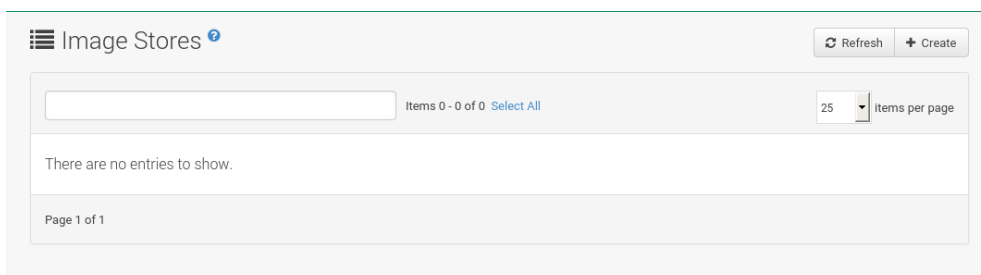 Image Stores ?
Refresh + Create
Items 0 - 0 of 0 Select All 25 items per page
There are no entries to show.
Page 1 of 1